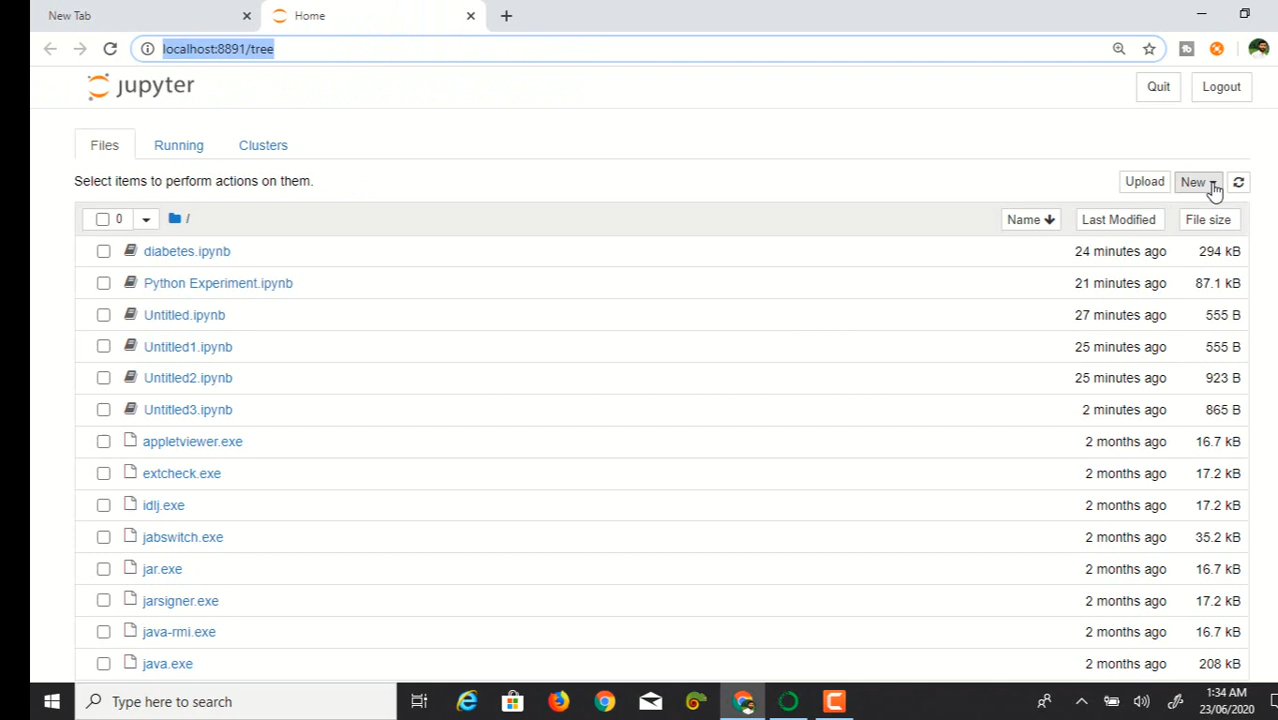 New Tab
Home
localhost:8891/tree
jupyter
Quit
Logout
Files
Running
Clusters
Select items to perform actions on them.
Upload
New
0
/
Name
Last Modified
File size
diabetes.ipynb 24 minutes ago 294 kB
Python Experiment.ipynb 21 minutes ago 87.1 kB
Untitled.ipynb 27 minutes ago 555 B
Untitled1.ipynb 25 minutes ago 555 B
Untitled2.ipynb 25 minutes ago 923 B
Untitled3.ipynb 2 minutes ago 865 B
appletviewer.exe 2 months ago 16.7 kB
extcheck.exe 2 months ago 17.2 kB
idlj.exe 2 months ago 17.2 kB
jabswitch.exe 2 months ago 35.2 kB
jar.exe 2 months ago 16.7 kB
jarsigner.exe 2 months ago 17.2 kB
java-rmi.exe 2 months ago 16.7 kB
java.exe 2 months ago 208 kB
Type here to search
1:34 AM
23/06/2020